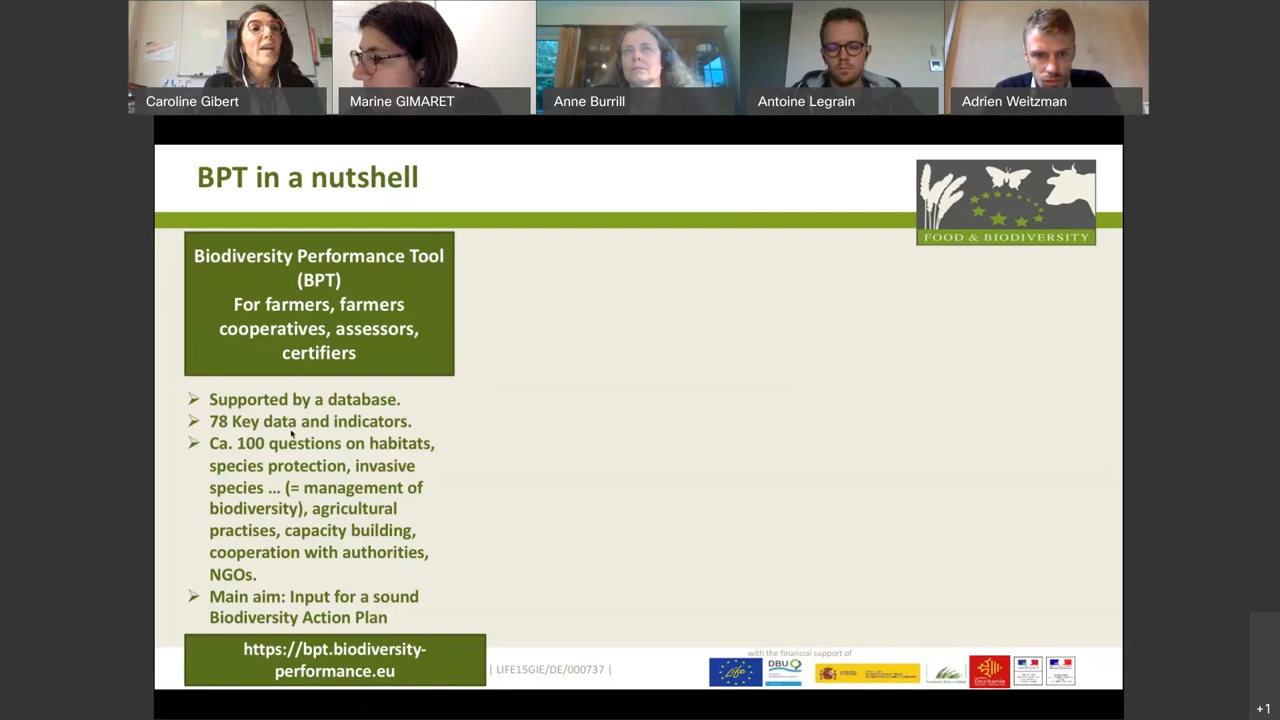 Caroline Gibert
Marine GIMARET
Anne Burrill
Antoine Legrain
Adrien Weitzman
BPT in a nutshell
FOOD & BIODIVERSITY
Biodiversity Performance Tool
(BPT)
For farmers, farmers
cooperatives, assessors,
certifiers
➢ Supported by a database.
➢ 78 Key data and indicators.
➢ Ca. 100 questions on habitats,
species protection, invasive
species ... (= management of
biodiversity), agricultural
practises, capacity building,
cooperation with authorities,
NGOs.
➢ Main aim: Input for a sound
Biodiversity Action Plan
https://bpt.biodiversity-
performance.eu
| LIFE15GIE/DE/000737 |
with the financial support of
Life
DBU
Occitanie
+1